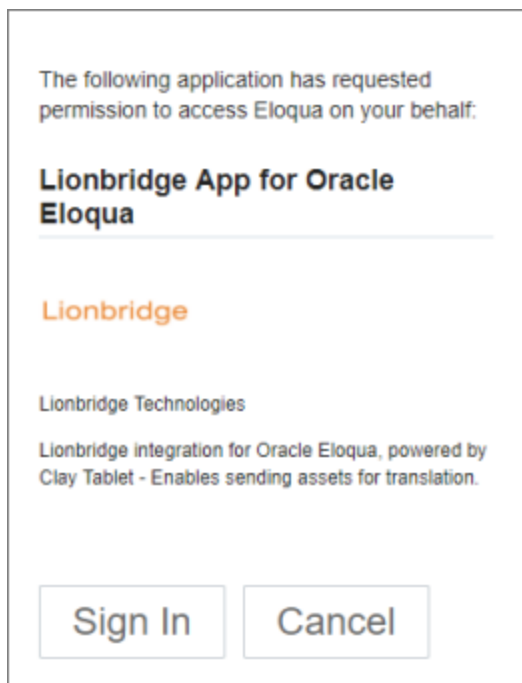 The following application has requested
permission to access Eloqua on your behalf:
Lionbridge App for Oracle
Eloqua
Lionbridge
Lionbridge Technologies
Lionbridge integration for Oracle Eloqua, powered by
Clay Tablet - Enables sending assets for translation.
Sign In Cancel